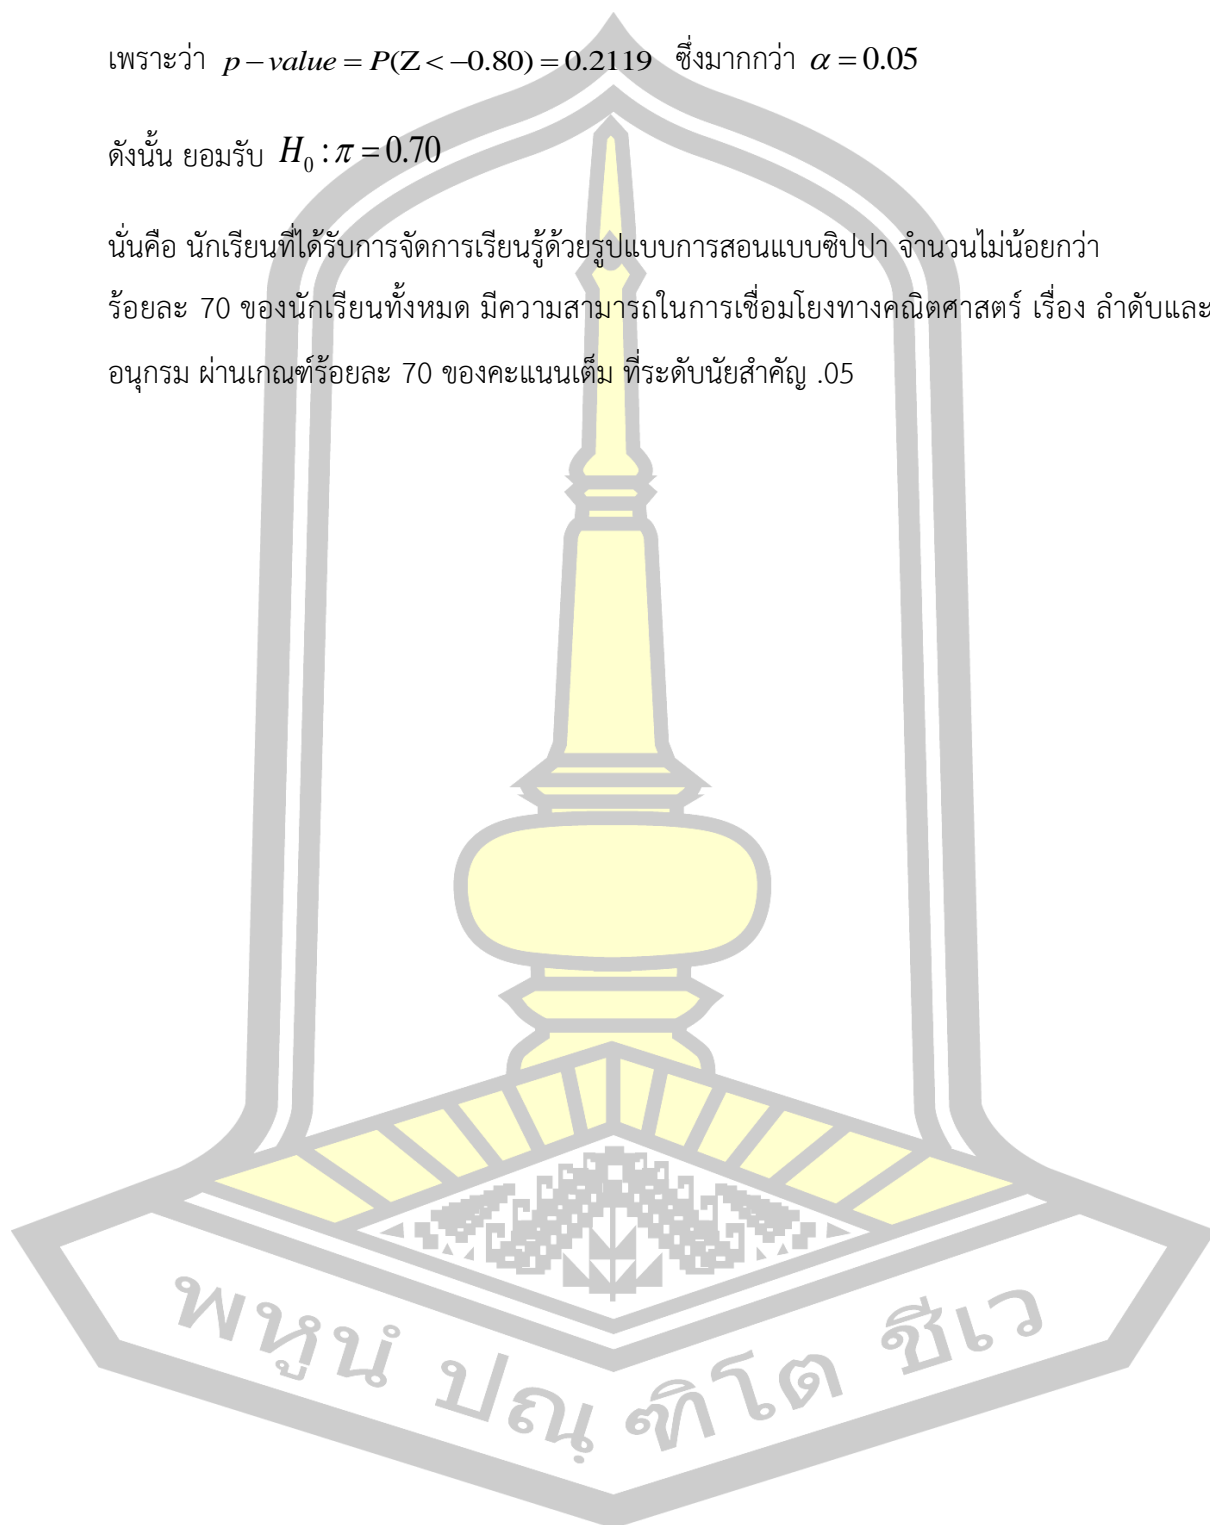 เพราะว่า p – value = P(Z < –0.80) = 0.2119 ซึ่งมากกว่า α = 0.05
ดังนั้น ยอมรับ H₀ : π = 0.70
นั่นคือ นักเรียนที่ได้รับการจัดการเรียนรู้ด้วยรูปแบบการสอนแบบซิปปา จำนวนไม่น้อยกว่า
ร้อยละ 70 ของนักเรียนทั้งหมด มีความสามารถในการเชื่อมโยงทางคณิตศาสตร์ เรื่อง ลำดับและ
อนุกรม ผ่านเกณฑ์ร้อยละ 70 ของคะแนนเต็ม ที่ระดับนัยสำคัญ .05
พหูนํ ปณฺฑิโต ชีเว